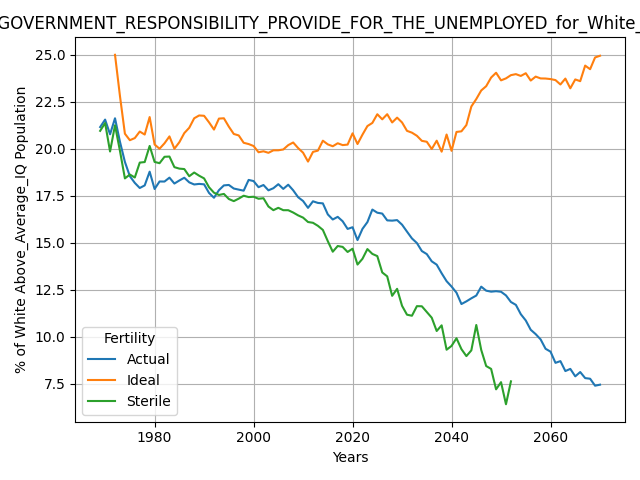 GOVERNMENT_RESPONSIBILITY_PROVIDE_FOR_THE_UNEMPLOYED_for_White_
% of White Above_Average_IQ Population
25.0
22.5
20.0
17.5
15.0
12.5
10.0
7.5
Fertility
Actual
Ideal
Sterile
1980 2000 2020 2040 2060
Years